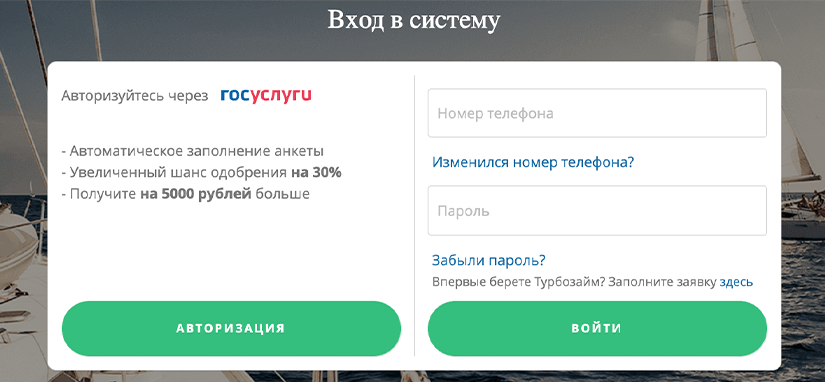 Вход в систему
Авторизуйтесь через госуслуги
- Автоматическое заполнение анкеты
- Увеличенный шанс одобрения на 30%
- Получите на 5000 рублей больше
АВТОРИЗАЦИЯ
Номер телефона
Изменился номер телефона?
Пароль
Забыли пароль?
Впервые берете Турбозайм? Заполните заявку здесь
ВОЙТИ